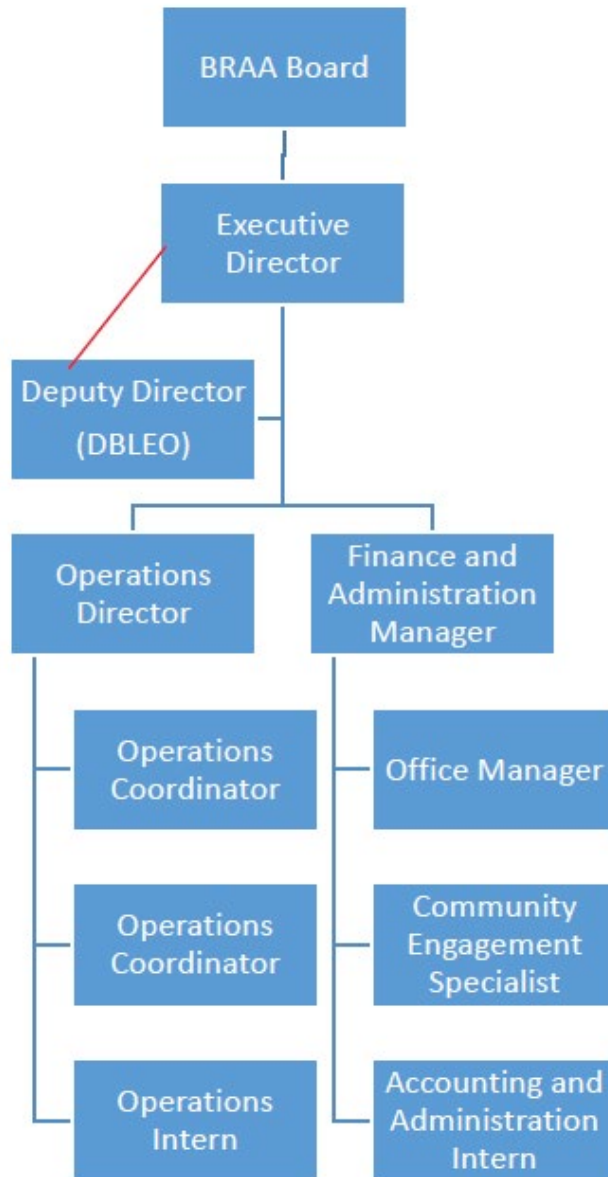 BRAA Board
Executive
Director
Deputy Director
(DBLEO)
Operations
Director
Finance and
Administration
Manager
Operations
Coordinator
Office Manager
Operations
Coordinator
Community
Engagement
Specialist
Operations
Intern
Accounting and
Administration
Intern